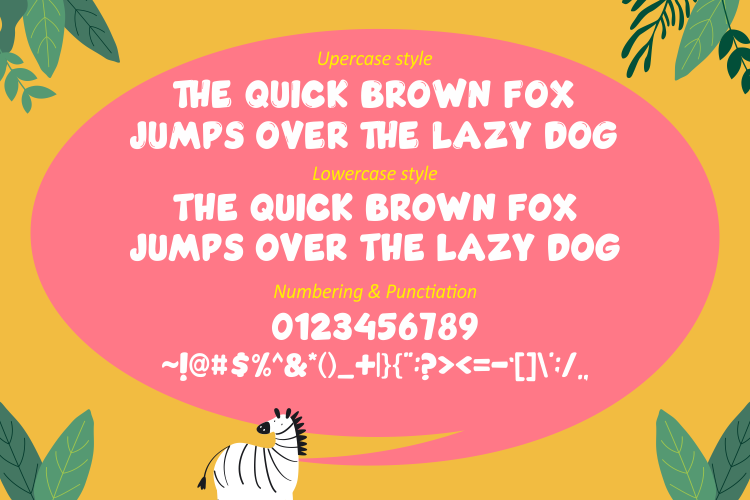 Upercase style
THE QUICK BROWN FOX
JUMPS OVER THE LAZY DOG
Lowercase style
THE QUICK BROWN FOX
JUMPS OVER THE LAZY DOG
Numbering & Punctiation
0123456789
~!@#$%^&*()_+|}{":?><=-`[]\';/.,